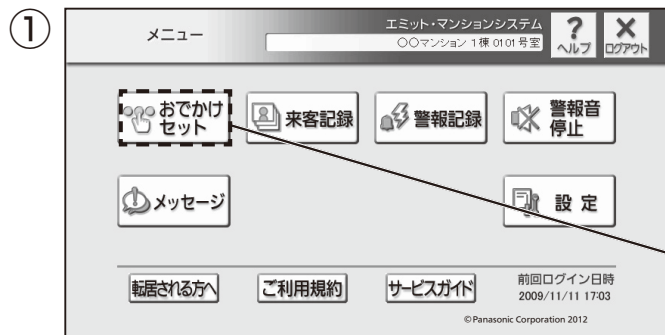 ①
メニュー
エミット・マンションシステム
〇〇マンション 1棟 0101号室
?
ヘルプ
×
ログアウト
おでかけ
セット
来客記録
警報記録
警報音
停止
メッセージ
設定
転居される方へ
ご利用規約
サービスガイド
前回ログイン日時
2009/11/11 17:03
©Panasonic Corporation 2012